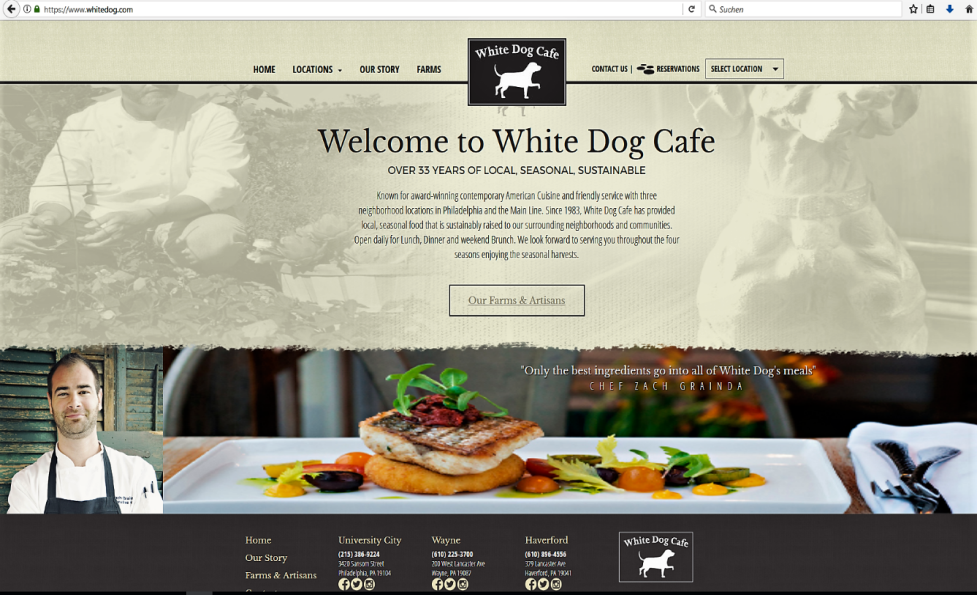 https://www.whitedog.com
Suchen
White Dog Cafe
HOME
LOCATIONS
OUR STORY
FARMS
CONTACT US |
RESERVATIONS
SELECT LOCATION
Welcome to White Dog Cafe
OVER 33 YEARS OF LOCAL, SEASONAL, SUSTAINABLE
Known for award-winning contemporary American Cuisine and friendly service with three
neighborhood locations in Philadelphia and the Main Line. Since 1983, White Dog Cafe has provided
local, seasonal food that is sustainably raised to our surrounding neighborhoods and communities.
Open daily for Lunch, Dinner and weekend Brunch. We look forward to serving you throughout the four
seasons enjoying the seasonal harvests.
Our Farms & Artisans
"Only the best ingredients go into all of White Dog's meals"
CHEF ZACH GRAINDA
Home
Our Story
Farms & Artisans
University City
(215) 386-9224
3420 Sansom Street
Philadelphia, PA 19104
Wayne
(610) 225-3700
200 West Lancaster Ave
Wayne, PA 19087
Haverford
(610) 896-4556
379 Lancaster Ave
Haverford, PA 19041
White Dog Cafe